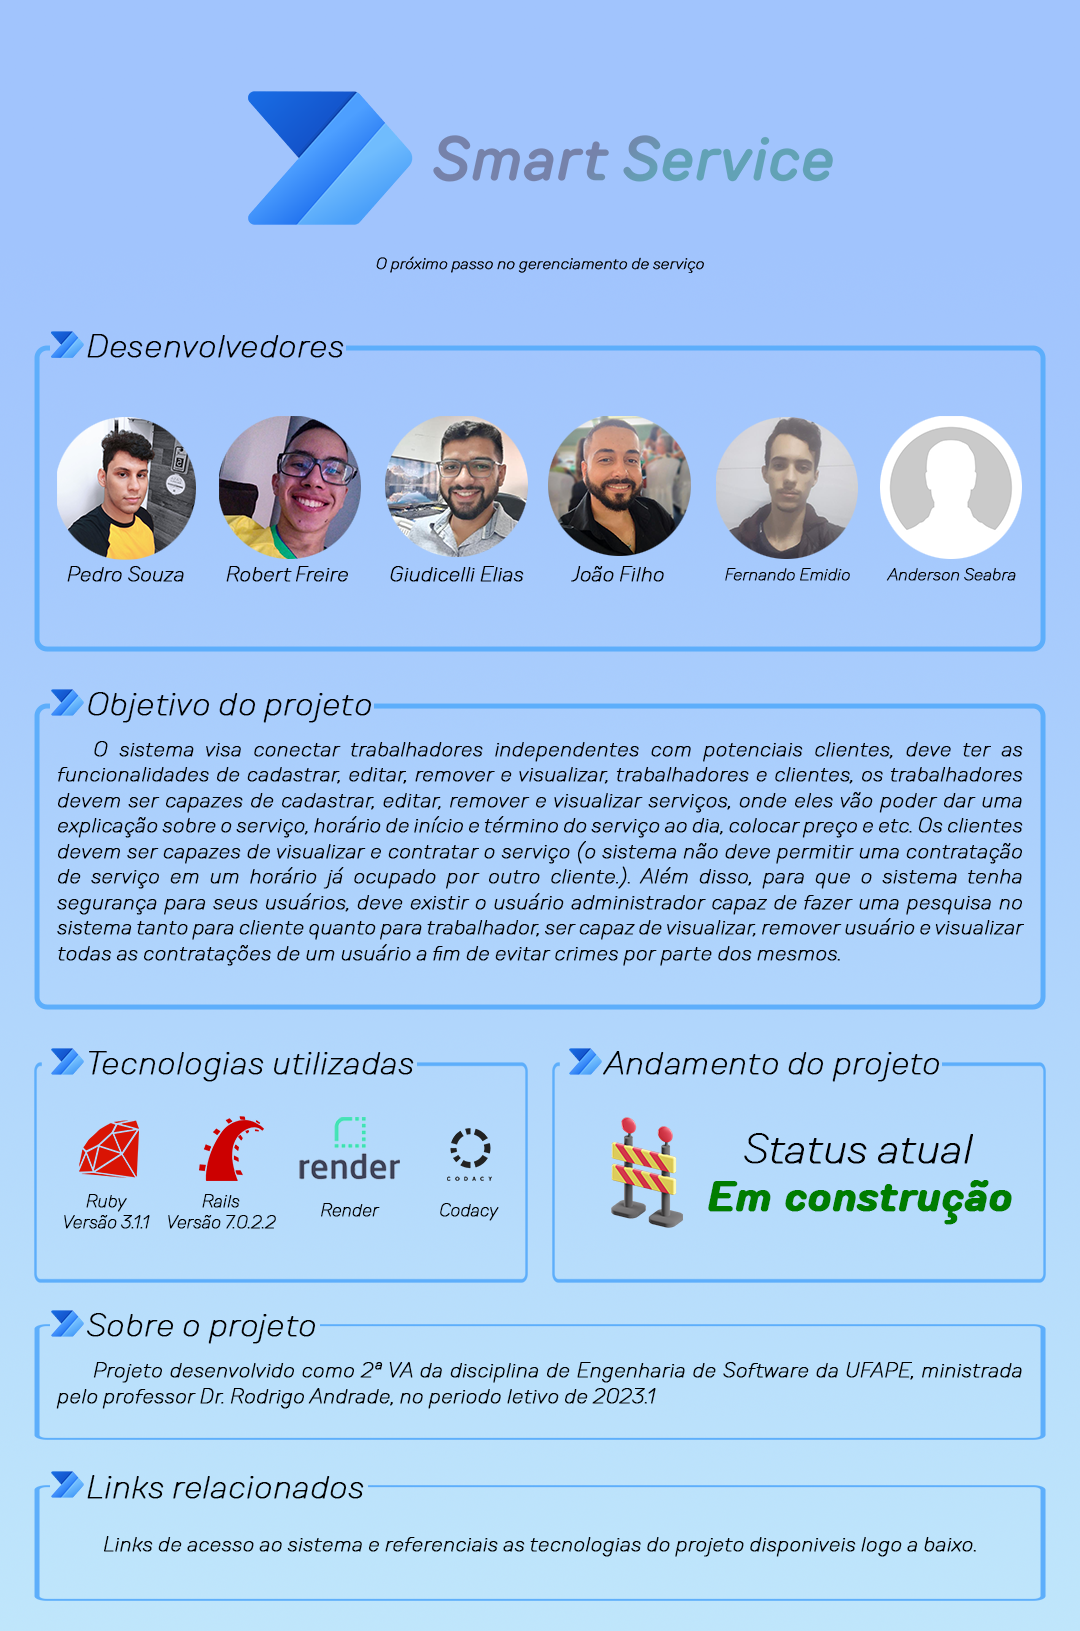 Smart Service
O próximo passo no gerenciamento de serviço
Desenvolvedores
Pedro Souza
Robert Freire
Giudicelli Elias
João Filho
Fernando Emidio
Anderson Seabra
Objetivo do projeto
O sistema visa conectar trabalhadores independentes com potenciais clientes, deve ter as
funcionalidades de cadastrar, editar, remover e visualizar, trabalhadores e clientes, os trabalhadores
devem ser capazes de cadastrar, editar, remover e visualizar serviços, onde eles vão poder dar uma
explicação sobre o serviço, horário de início e término do serviço ao dia, colocar preço e etc. Os clientes
devem ser capazes de visualizar e contratar o serviço (o sistema não deve permitir uma contratação
de serviço em um horário já ocupado por outro cliente.). Além disso, para que o sistema tenha
segurança para seus usuários, deve existir o usuário administrador capaz de fazer uma pesquisa no
sistema tanto para cliente quanto para trabalhador, ser capaz de visualizar, remover usuário e visualizar
todas as contratações de um usuário a fim de evitar crimes por parte dos mesmos.
Tecnologias utilizadas
Ruby
Versão 3.1.1
Rails
Versão 7.0.2.2
render
Render
CODACY
Codacy
Andamento do projeto
Status atual
Em construção
Sobre o projeto
Projeto desenvolvido como 2ª VA da disciplina de Engenharia de Software da UFAPE, ministrada
pelo professor Dr. Rodrigo Andrade, no periodo letivo de 2023.1
Links relacionados
Links de acesso ao sistema e referenciais as tecnologias do projeto disponiveis logo a baixo.